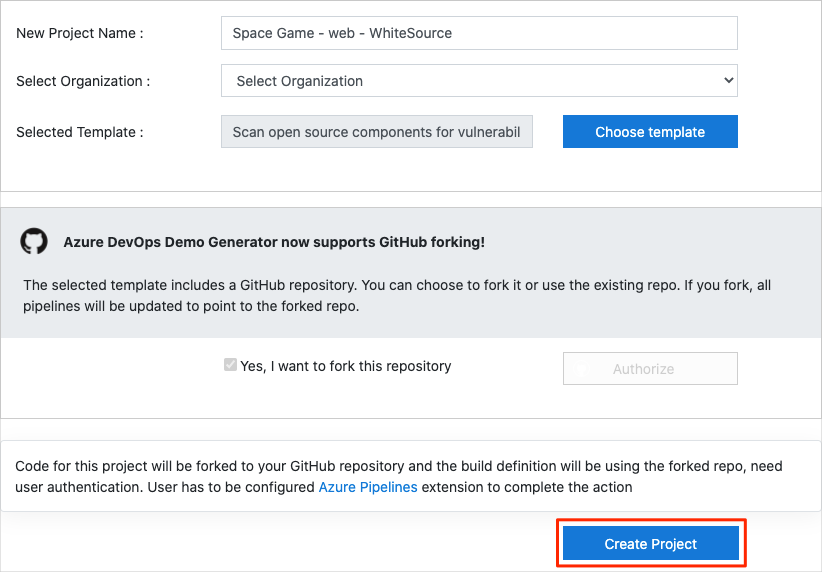 New Project Name :
Space Game - web - WhiteSource
Select Organization :
Select Organization
Selected Template :
Scan open source components for vulnerabil
Choose template
Azure DevOps Demo Generator now supports GitHub forking!
The selected template includes a GitHub repository. You can choose to fork it or use the existing repo. If you fork, all
pipelines will be updated to point to the forked repo.
Yes, I want to fork this repository
Authorize
Code for this project will be forked to your GitHub repository and the build definition will be using the forked repo, need
user authentication. User has to be configured Azure Pipelines extension to complete the action
Create Project